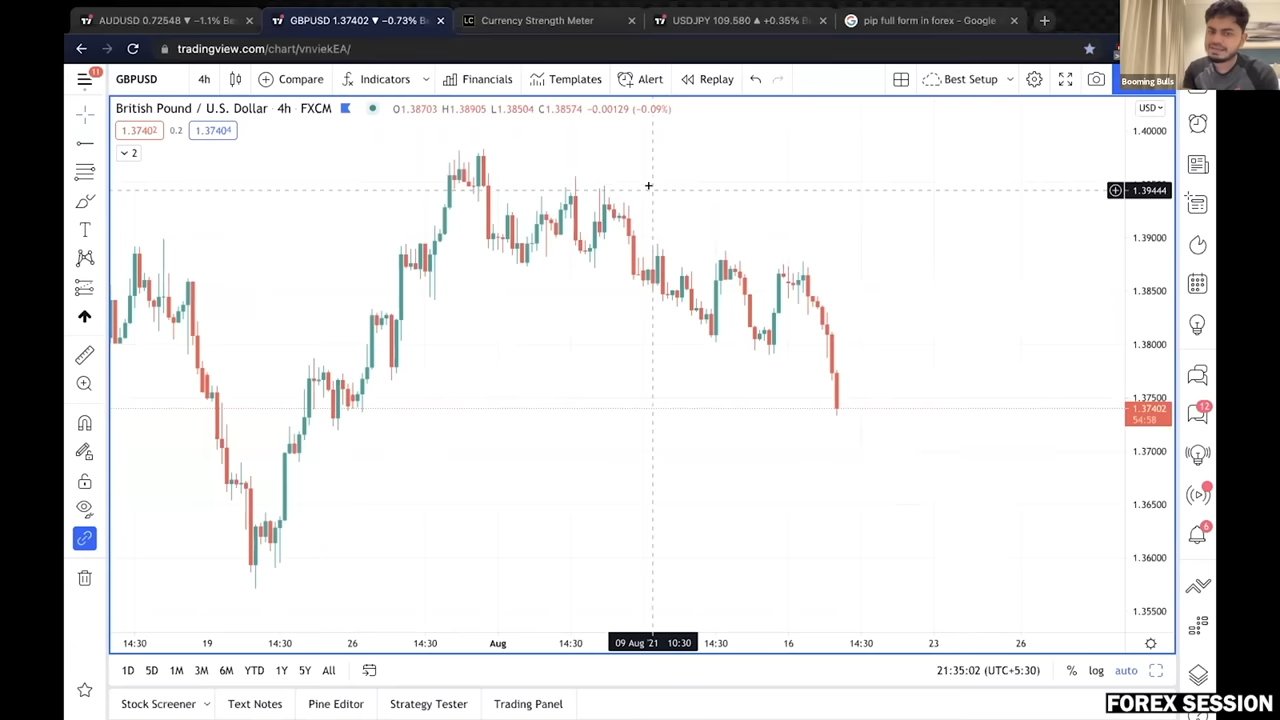 AUDUSD 0.72548 ▼ −1.1% Be
GBPUSD 1.37402 ▼ −0.73% B
LC Currency Strength Meter
USDJPY 109.580 ▲ +0.35% B
pip full form in forex - Google
tradingview.com/chart/vnviekEA/
Booming Bulls
11
GBPUSD 4h Compare Indicators Financials Templates Alert Replay Best Setup
British Pound / U.S. Dollar · 4h · FXCM O1.38703 H1.38905 L1.38504 C1.38574 −0.00129 (−0.09%)
USD
1.37402 0.2 1.37404
2
1.40000
1.39444
1.39000
1.38500
1.38000
1.37500
1.37402
54:58
1.37000
1.36500
1.36000
1.35500
12
6
14:30 19 14:30 26 14:30 Aug 14:30 09 Aug '21 10:30 14:30 16 14:30 23 26
1D 5D 1M 3M 6M YTD 1Y 5Y All 21:35:02 (UTC+5:30) % log auto
Stock Screener Text Notes Pine Editor Strategy Tester Trading Panel
FOREX SESSION